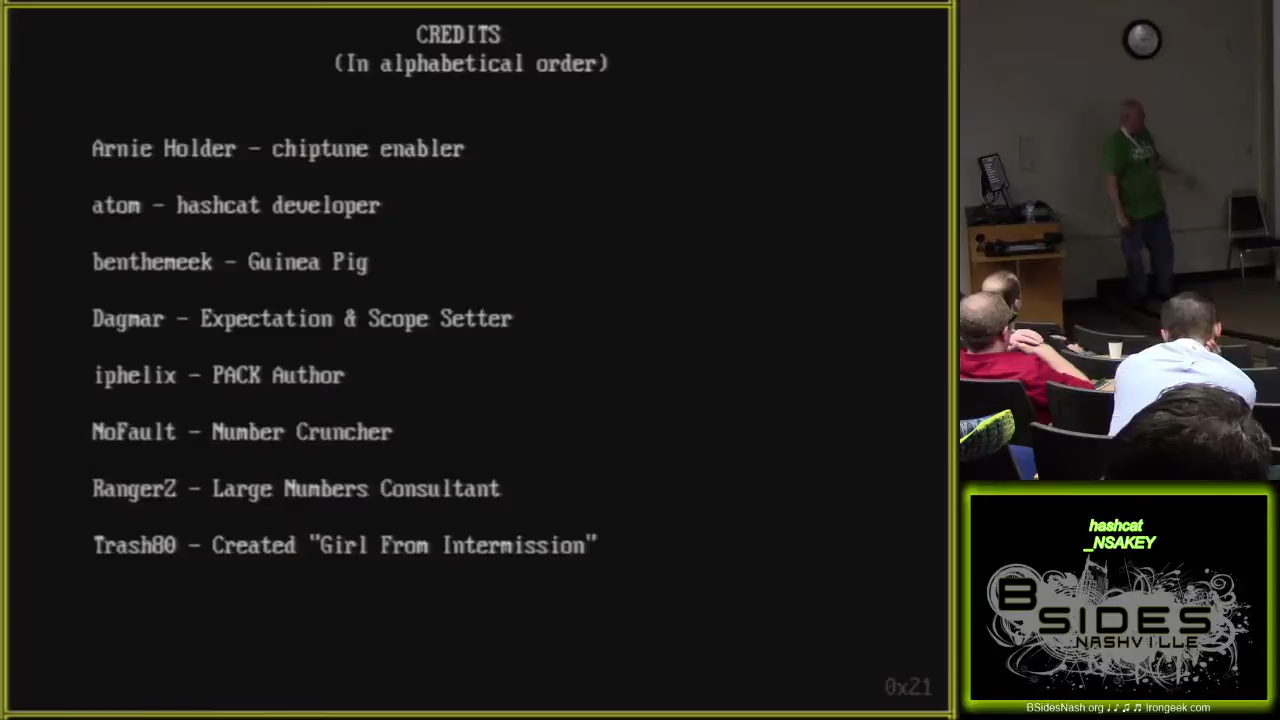 CREDITS
(In alphabetical order)
Arnie Holder - chiptune enabler
atom - hashcat developer
benthemeek - Guinea Pig
Dagmar - Expectation & Scope Setter
iphelix - PACK Author
NoFault - Number Cruncher
Ranger2 - Large Numbers Consultant
Trash80 - Created "Girl From Intermission"
0x21
hashcat
_NSAKEY
BSIDES
NASHVILLE
BSidesNash.org ♩♪♫♬ Irongeek.com